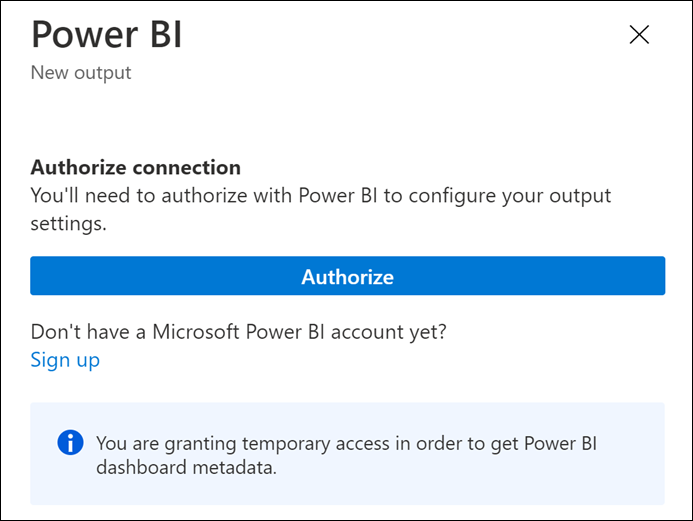 Power BI
New output
Authorize connection
You'll need to authorize with Power BI to configure your output
settings.
Authorize
Don't have a Microsoft Power BI account yet?
Sign up
You are granting temporary access in order to get Power BI
dashboard metadata.